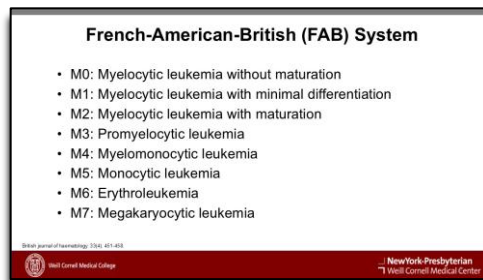 French-American-British (FAB) System
• M0: Myelocytic leukemia without maturation
• M1: Myelocytic leukemia with minimal differentiation
• M2: Myelocytic leukemia with maturation
• M3: Promyelocytic leukemia
• M4: Myelomonocytic leukemia
• M5: Monocytic leukemia
• M6: Erythroleukemia
• M7: Megakaryocytic leukemia
British journal of haematology. 33(4), 451-458.
Weill Cornell Medical College
NewYork-Presbyterian
Weill Cornell Medical Center